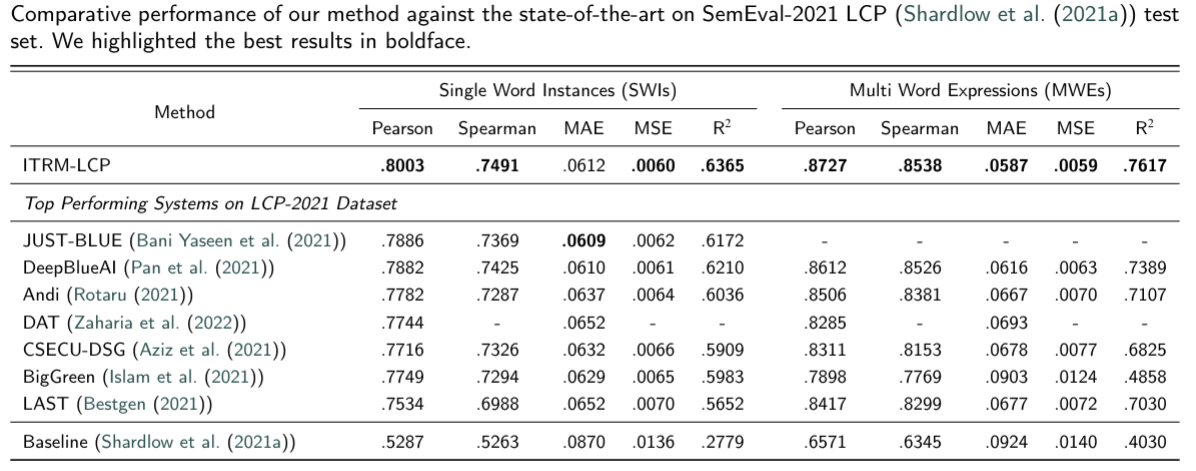 Comparative performance of our method against the state-of-the-art on SemEval-2021 LCP (Shardlow et al. (2021a)) test
set. We highlighted the best results in boldface.
Method Single Word Instances (SWIs) Multi Word Expressions (MWEs)
Pearson Spearman MAE MSE R² Pearson Spearman MAE MSE R²
ITRM-LCP .8003 .7491 .0612 .0060 .6365 .8727 .8538 .0587 .0059 .7617
Top Performing Systems on LCP-2021 Dataset
JUST-BLUE (Bani Yaseen et al. (2021)) .7886 .7369 .0609 .0062 .6172 - - - - -
DeepBlueAI (Pan et al. (2021)) .7882 .7425 .0610 .0061 .6210 .8612 .8526 .0616 .0063 .7389
Andi (Rotaru (2021)) .7782 .7287 .0637 .0064 .6036 .8506 .8381 .0667 .0070 .7107
DAT (Zaharia et al. (2022)) .7744 - .0652 - - .8285 - .0693 - -
CSECU-DSG (Aziz et al. (2021)) .7716 .7326 .0632 .0066 .5909 .8311 .8153 .0678 .0077 .6825
BigGreen (Islam et al. (2021)) .7749 .7294 .0629 .0065 .5983 .7898 .7769 .0903 .0124 .4858
LAST (Bestgen (2021)) .7534 .6988 .0652 .0070 .5652 .8417 .8299 .0677 .0072 .7030
Baseline (Shardlow et al. (2021a)) .5287 .5263 .0870 .0136 .2779 .6571 .6345 .0924 .0140 .4030